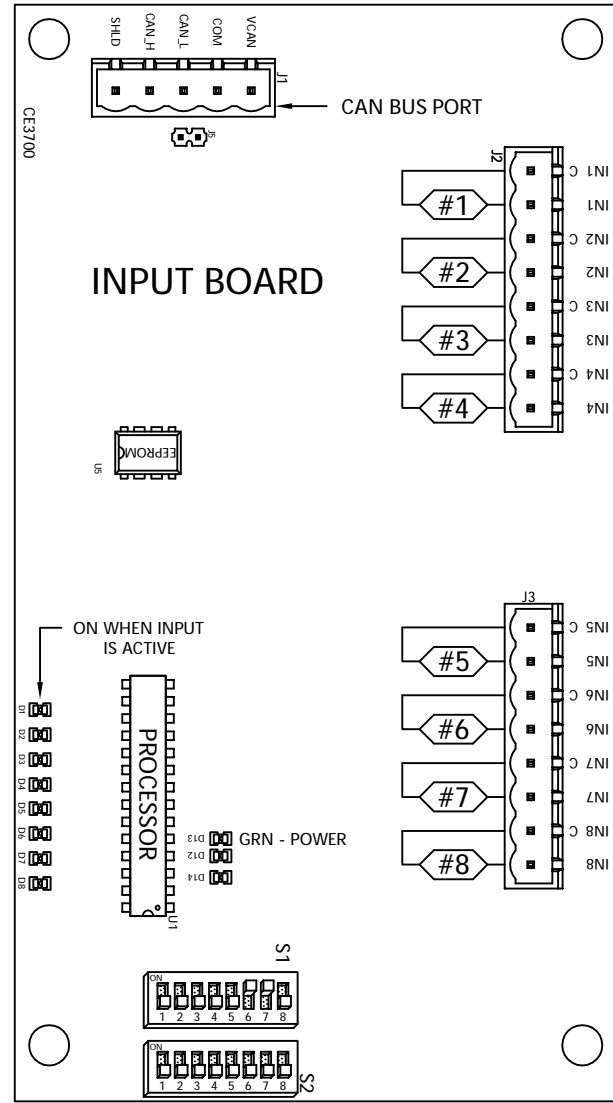 SHLD
CAN_H
CAN_L
COM
VCAN
J1
CAN BUS PORT
J5
CE3700
J2
IN1 C
IN1
IN2 C
IN2
IN3 C
IN3
IN4 C
IN4
#1
#2
#3
#4
INPUT BOARD
EEPROM
U5
J3
IN5 C
IN5
IN6 C
IN6
IN7 C
IN7
IN8 C
IN8
#5
#6
#7
#8
ON WHEN INPUT
IS ACTIVE
D1
D2
D3
D4
D5
D6
D7
D8
PROCESSOR
U1
D13
GRN - POWER
D12
D14
S1
ON
1 2 3 4 5 6 7 8
ON
1 2 3 4 5 6 7 8
S2